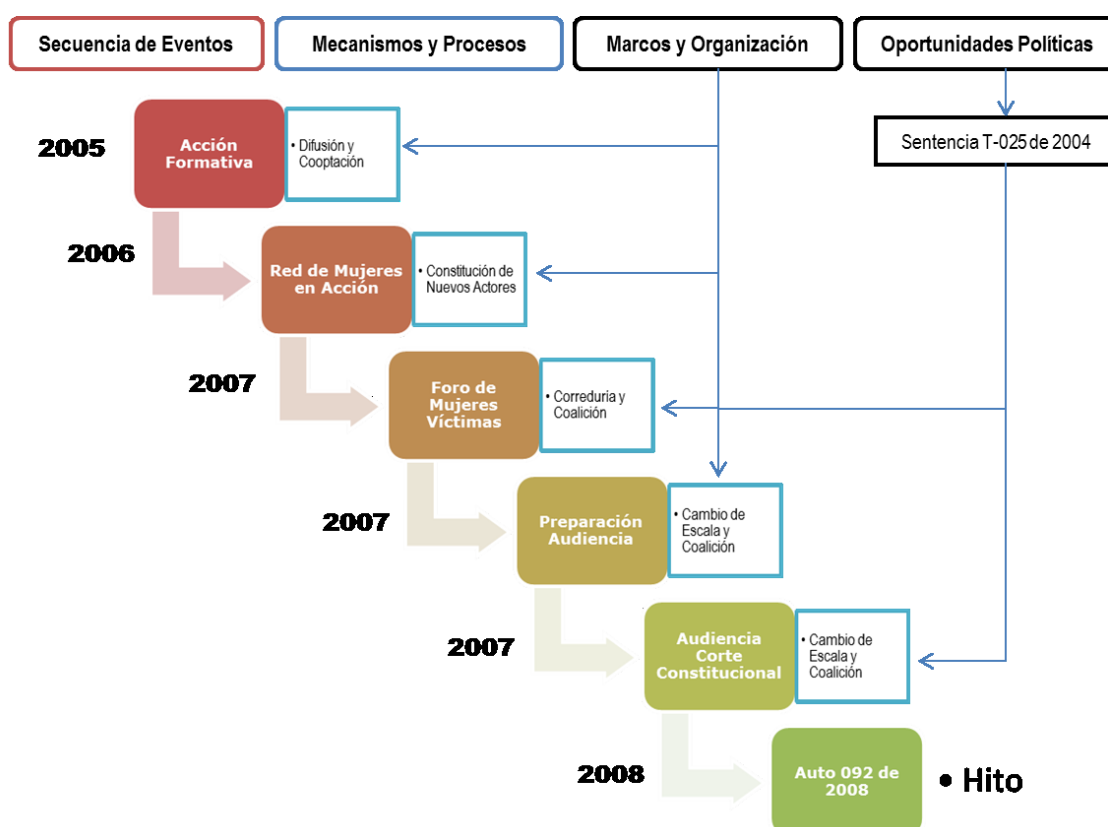 Secuencia de Eventos
Mecanismos y Procesos
Marcos y Organización
Oportunidades Políticas
2005
Acción
Formativa
• Difusión y
Cooptación
Sentencia T-025 de 2004
2006
Red de Mujeres
en Acción
• Constitución de
Nuevos Actores
2007
Foro de
Mujeres
Víctimas
• Correduría y
Coalición
2007
Preparación
Audiencia
• Cambio de
Escala y
Coalición
2007
Audiencia
Corte
Constitucional
• Cambio de
Escala y
Coalición
2008
Auto 092 de
2008
• Hito